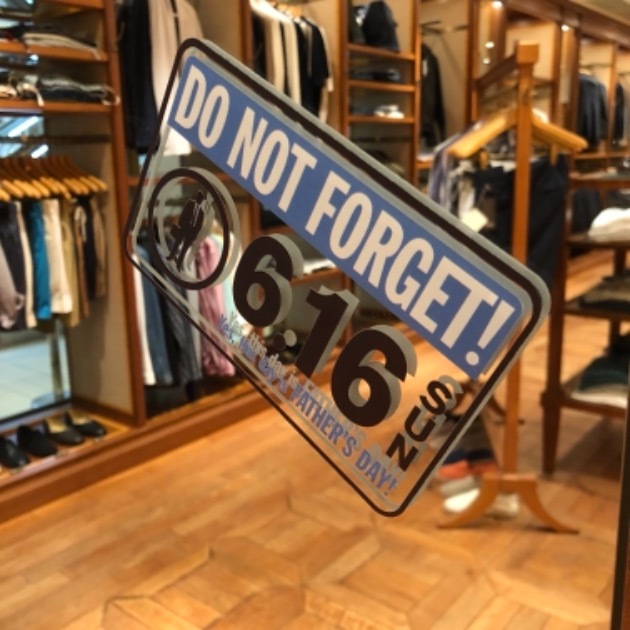 DO NOT FORGET!
6.16
SUN
FATHER'S DAY!